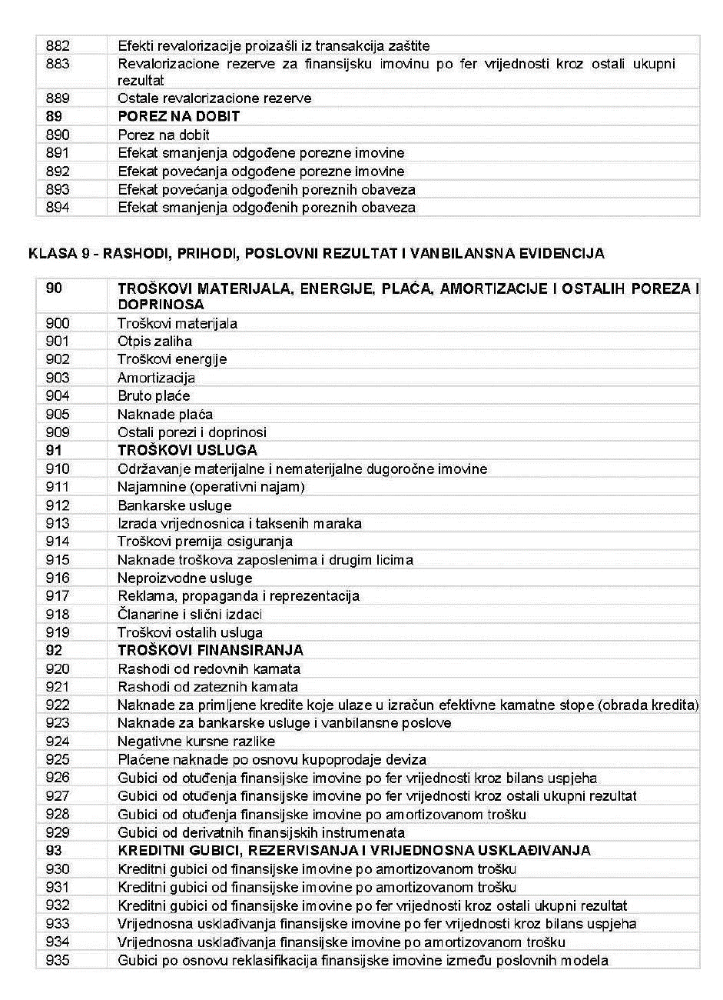 882 Efekti revalorizacije proizašli iz transakcija zaštite
883 Revalorizacione rezerve za finansijsku imovinu po fer vrijednosti kroz ostali ukupni
rezultat
889 Ostale revalorizacione rezerve
89 POREZ NA DOBIT
890 Porez na dobit
891 Efekat smanjenja odgođene porezne imovine
892 Efekat povećanja odgođene porezne imovine
893 Efekat povećanja odgođenih poreznih obaveza
894 Efekat smanjenja odgođenih poreznih obaveza
KLASA 9 - RASHODI, PRIHODI, POSLOVNI REZULTAT I VANBILANSNA EVIDENCIJA
90 TROŠKOVI MATERIJALA, ENERGIJE, PLAĆA, AMORTIZACIJE I OSTALIH POREZA I
DOPRINOSA
900 Troškovi materijala
901 Otpis zaliha
902 Troškovi energije
903 Amortizacija
904 Bruto plaće
905 Naknade plaća
909 Ostali porezi i doprinosi
91 TROŠKOVI USLUGA
910 Održavanje materijalne i nematerijalne dugoročne imovine
911 Najamnine (operativni najam)
912 Bankarske usluge
913 Izrada vrijednosnica i taksenih maraka
914 Troškovi premija osiguranja
915 Naknade troškova zaposlenima i drugim licima
916 Neproizvodne usluge
917 Reklama, propaganda i reprezentacija
918 Članarine i slični izdaci
919 Troškovi ostalih usluga
92 TROŠKOVI FINANSIRANJA
920 Rashodi od redovnih kamata
921 Rashodi od zateznih kamata
922 Naknade za primljene kredite koje ulaze u izračun efektivne kamatne stope (obrada kredita)
923 Naknade za bankarske usluge i vanbilansne poslove
924 Negativne kursne razlike
925 Plaćene naknade po osnovu kupoprodaje deviza
926 Gubici od otuđenja finansijske imovine po fer vrijednosti kroz bilans uspjeha
927 Gubici od otuđenja finansijske imovine po fer vrijednosti kroz ostali ukupni rezultat
928 Gubici od otuđenja finansijske imovine po amortizovanom trošku
929 Gubici od derivatnih finansijskih instrumenata
93 KREDITNI GUBICI, REZERVISANJA I VRIJEDNOSNA USKLAĐIVANJA
930 Kreditni gubici od finansijske imovine po amortizovanom trošku
931 Kreditni gubici od finansijske imovine po amortizovanom trošku
932 Kreditni gubici od finansijske imovine po fer vrijednosti kroz ostali ukupni rezultat
933 Vrijednosna usklađivanja finansijske imovine po fer vrijednosti kroz bilans uspjeha
934 Vrijednosna usklađivanja finansijske imovine po amortizovanom trošku
935 Gubici po osnovu reklasifikacija finansijske imovine između poslovnih modela